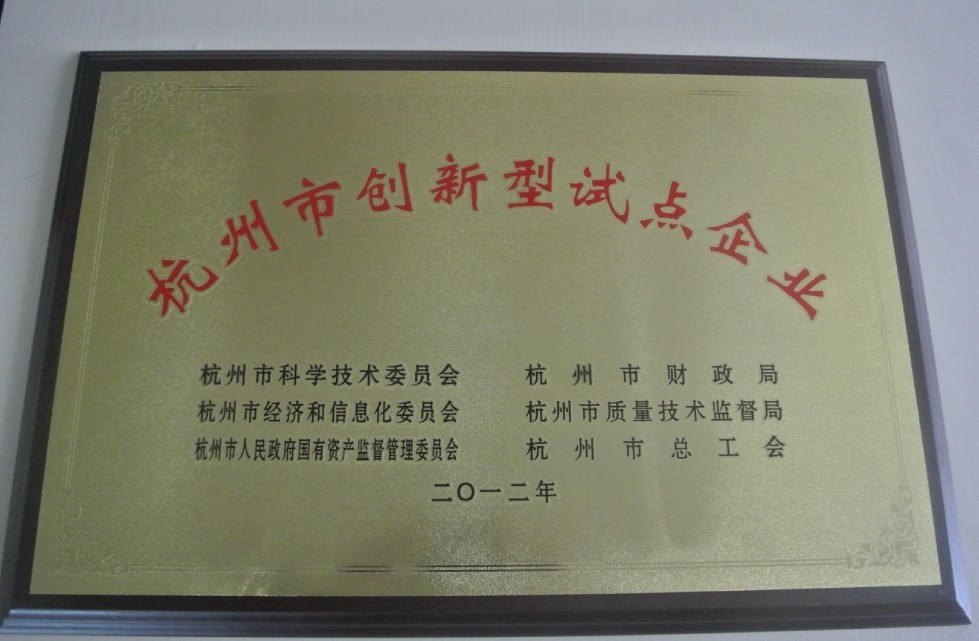 杭州市创新型试点企业
杭州市科学技术委员会 杭州市财政局
杭州市经济和信息化委员会 杭州市质量技术监督局
杭州市人民政府国有资产监督管理委员会 杭州市总工会
二〇一二年